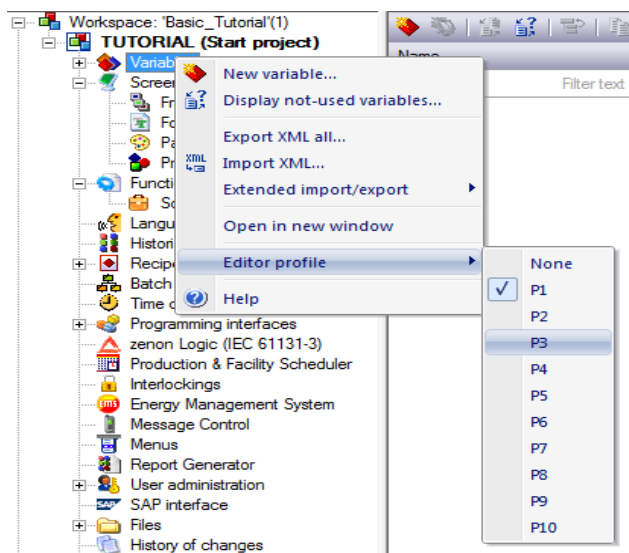 Workspace: 'Basic_Tutorial'(1)
TUTORIAL (Start project)
Variab
Screen
Fr
Fo
Pa
Pr
Functi
Sc
Langu
Histori
Recipe
Batch
Time c
Programming interfaces
zenon Logic (IEC 61131-3)
Production & Facility Scheduler
Interlockings
Energy Management System
Message Control
Menus
Report Generator
User administration
SAP interface
Files
History of changes
New variable...
Display not-used variables...
Export XML all...
XML Import XML...
Extended import/export
Open in new window
Editor profile
Help
None
P1
P2
P3
P4
P5
P6
P7
P8
P9
P10
Name
Filter text
ems
SAP